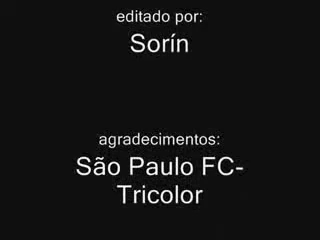 editado por:
Sorín
agradecimentos:
São Paulo FC-
Tricolor